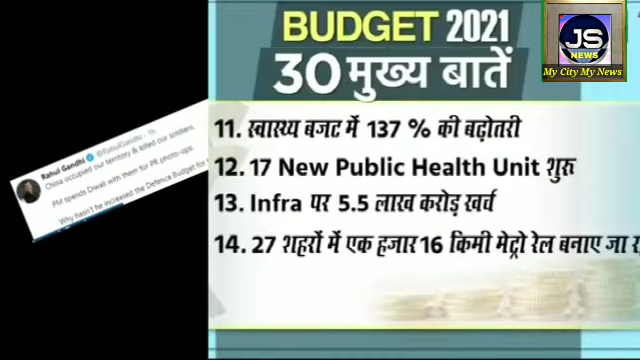 BUDGET 2021
30 मुख्य बातें
JS
NEWS
My City My News
11. स्वास्थ्य बजट में 137 % की बढ़ोतरी
12. 17 New Public Health Unit शुरू
13. Infra पर 5.5 लाख करोड़ खर्च
14. 27 शहरों में एक हजार 16 किमी मेट्रो रेल बनाए जा
Rahul Gandhi @RahulGandhi · 1h
China occupied our territory & killed our soldiers.
PM spends Diwali with them for PR photo-ops.
Why hasn't he increased the Defence Budget for